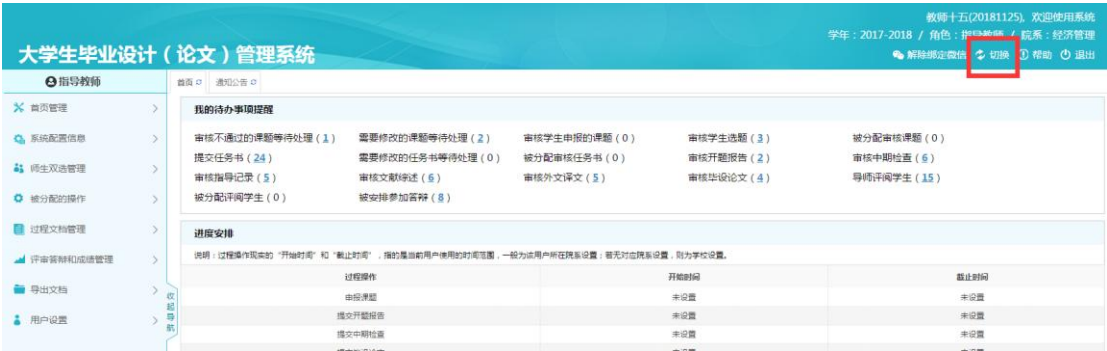 教师十五(20181125)，欢迎使用系统
学年：2017-2018 / 角色：指导教师 / 院系：经济管理
大学生毕业设计（论文）管理系统
解除绑定微信 切换 帮助 退出
指导教师
首页 通知公告
首页管理
系统配置信息
师生双选管理
被分配的操作
过程文档管理
评审答辩和成绩管理
导出文档
用户设置
收起导航
我的待办事项提醒
审核不通过的课题等待处理（1） 需要修改的课题等待处理（2） 审核学生申报的课题（0） 审核学生选题（3） 被分配审核课题（0）
提交任务书（24） 需要修改的任务书等待处理（0） 被分配审核任务书（0） 审核开题报告（2） 审核中期检查（6）
审核指导记录（5） 审核文献综述（6） 审核外文译文（5） 审核毕设论文（4） 导师评阅学生（15）
被分配评阅学生（0） 被安排参加答辩（8）
进度安排
说明：过程操作现实的“开始时间”和“截止时间”，指的是当前用户使用的时间范围，一般为该用户所在院系设置；若无对应院系设置，则为学校设置。
过程操作 开始时间 截止时间
申报课题 未设置 未设置
提交开题报告 未设置 未设置
提交中期检查 未设置 未设置